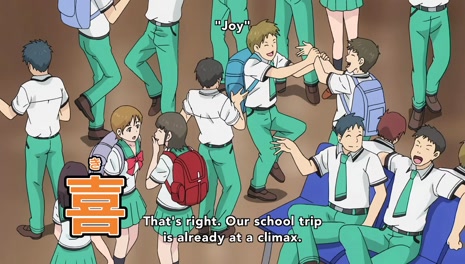 "Joy"
き
喜
That's right. Our school trip
is already at a climax.